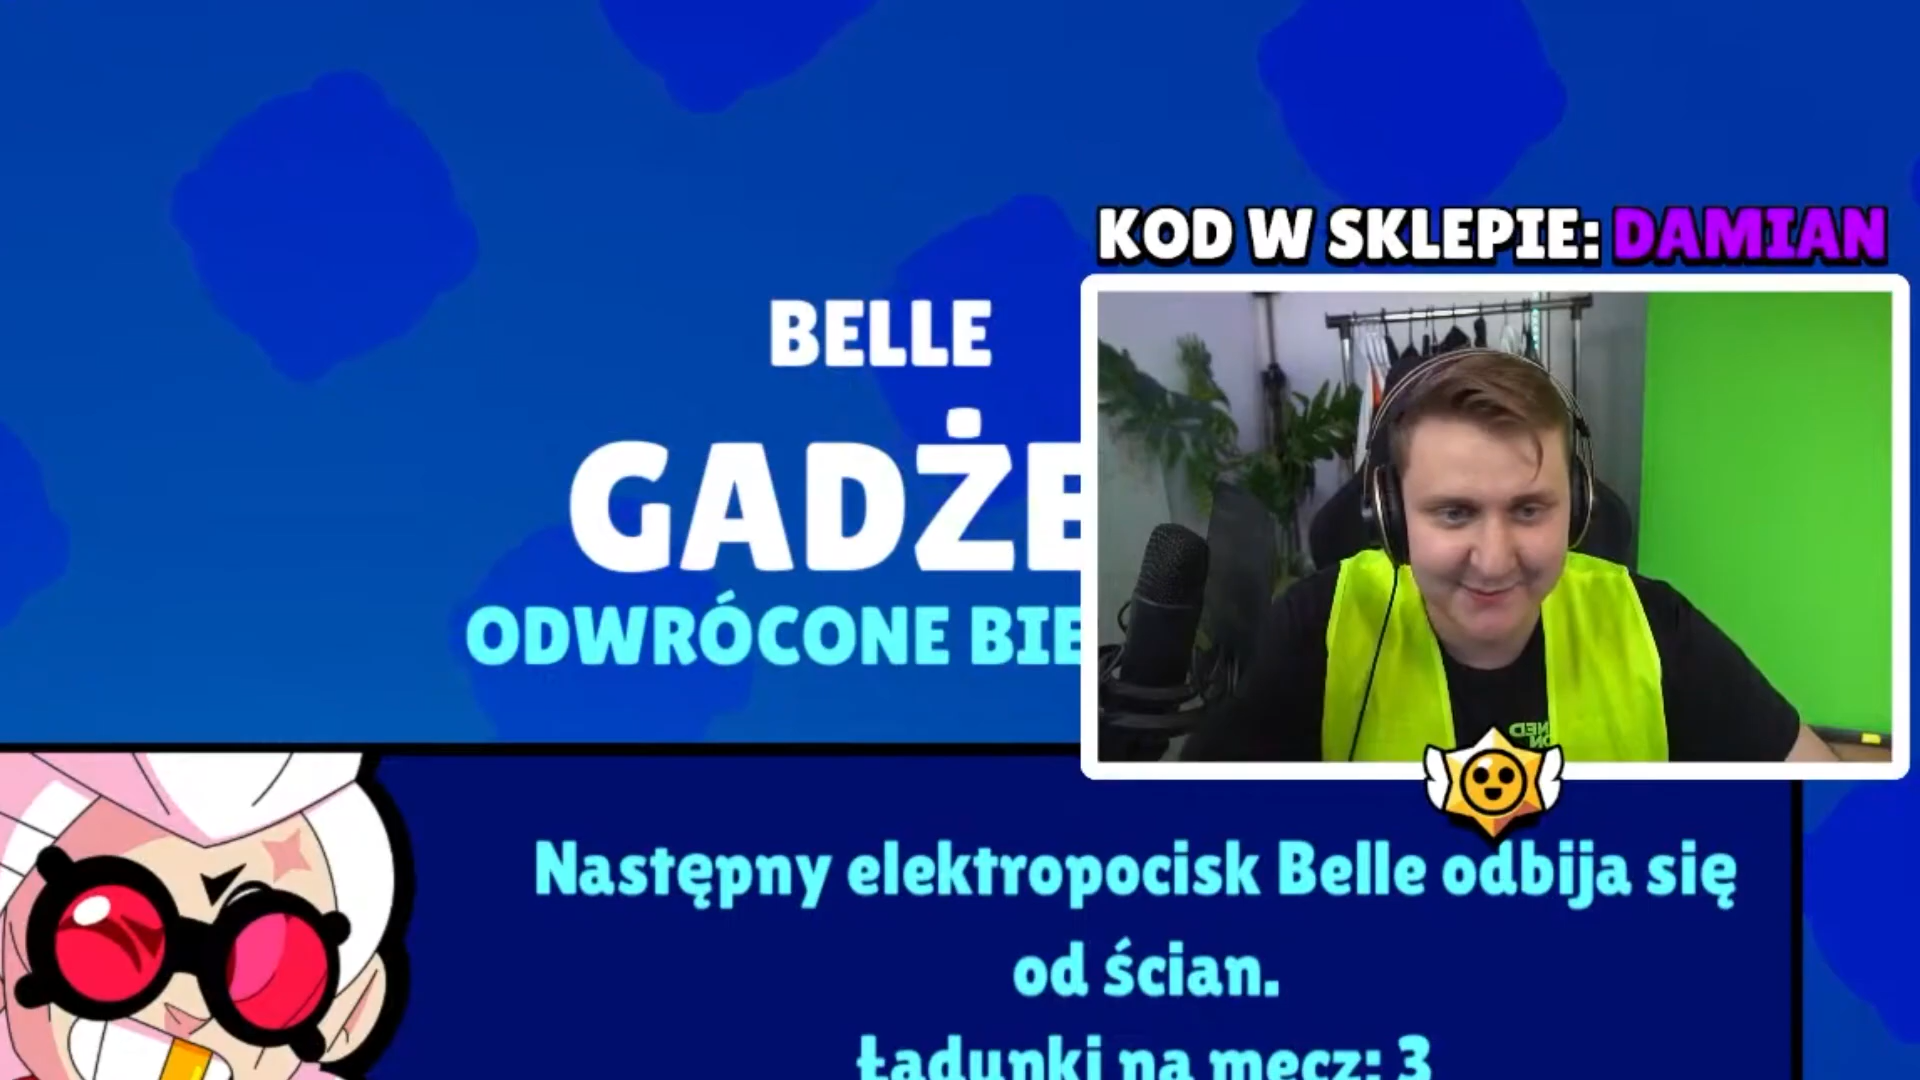 KOD W SKLEPIE: DAMIAN
BELLE
GADŻE
ODWRÓCONE BIE
Następny elektropocisk Belle odbija się
od ścian.
Ładunki na mecz: 3